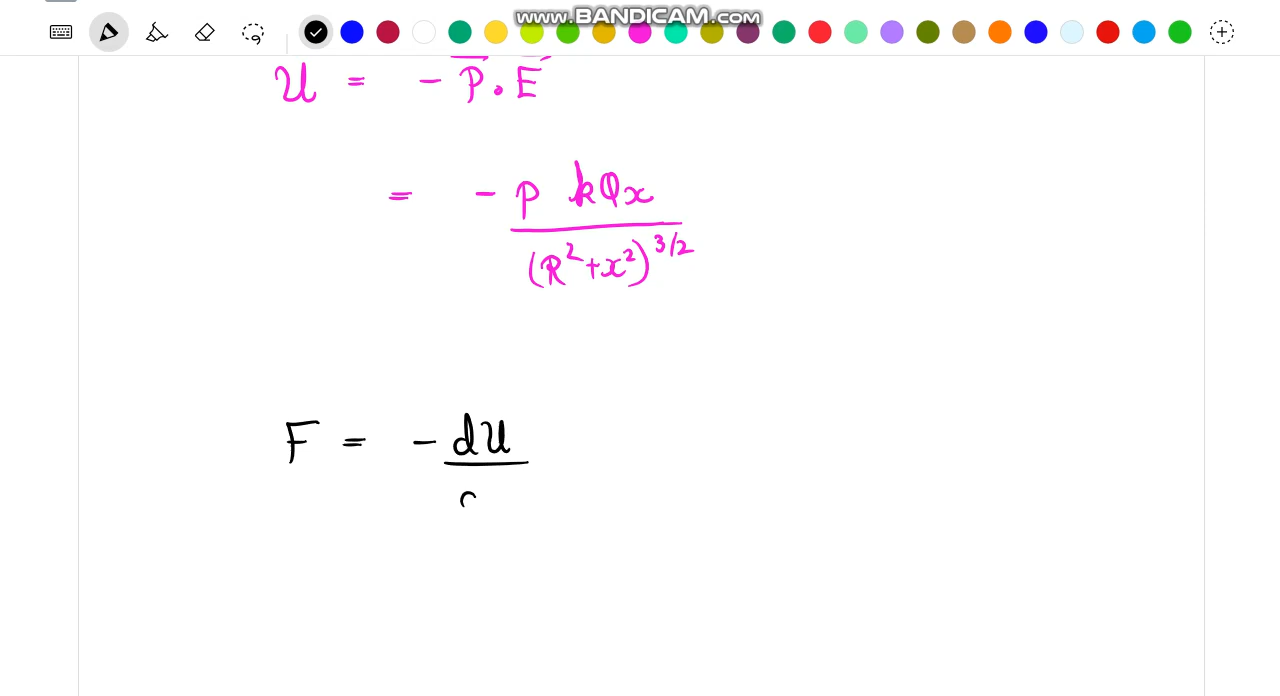 www.BANDICAM.com
U = - P . E
= - p kQx / (R²+x²)^3/2
F = - dU /